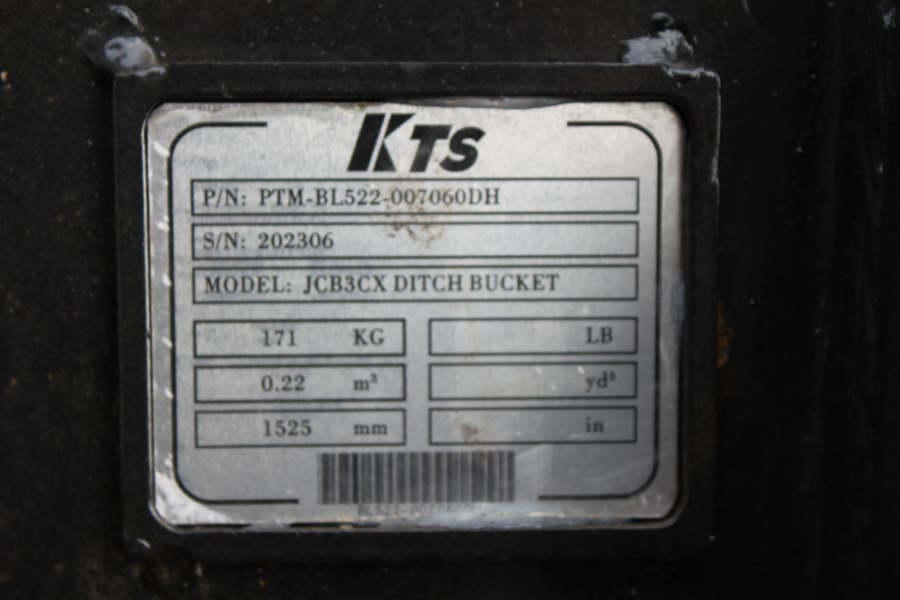 KTS
P/N: PTM-BL522-007060DH
S/N: 202306
MODEL: JCB3CX DITCH BUCKET
171 KG LB
0.22 m³ yd³
1525 mm in